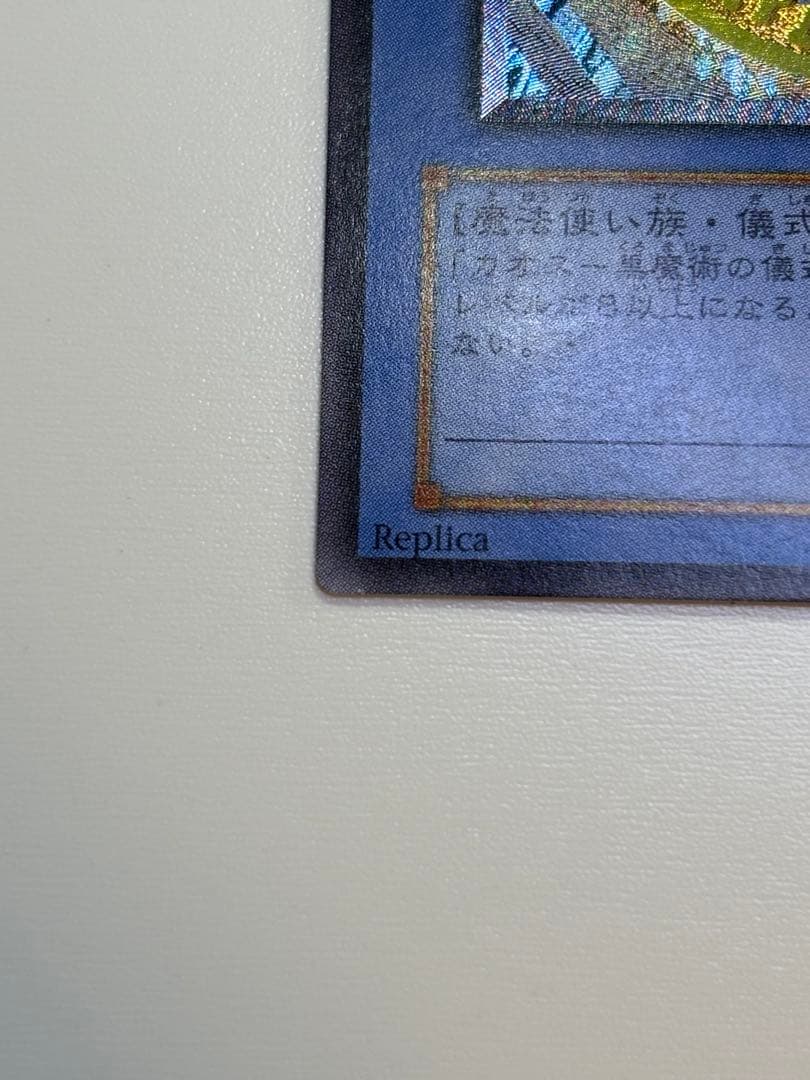 【魔法使い族・儀式
「カオスー黒魔術の儀式
レベルが8以上になる
ない。
Replica